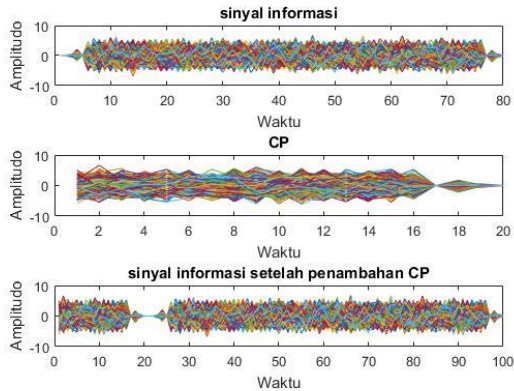 sinyal informasi
10
0
-10
Amplitudo
0 10 20 30 40 50 60 70 80
Waktu
CP
10
0
-10
Amplitudo
0 2 4 6 8 10 12 14 16 18 20
Waktu
sinyal informasi setelah penambahan CP
10
0
-10
Amplitudo
0 10 20 30 40 50 60 70 80 90 100
Waktu